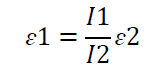 ε1 = I1/I2 ε2